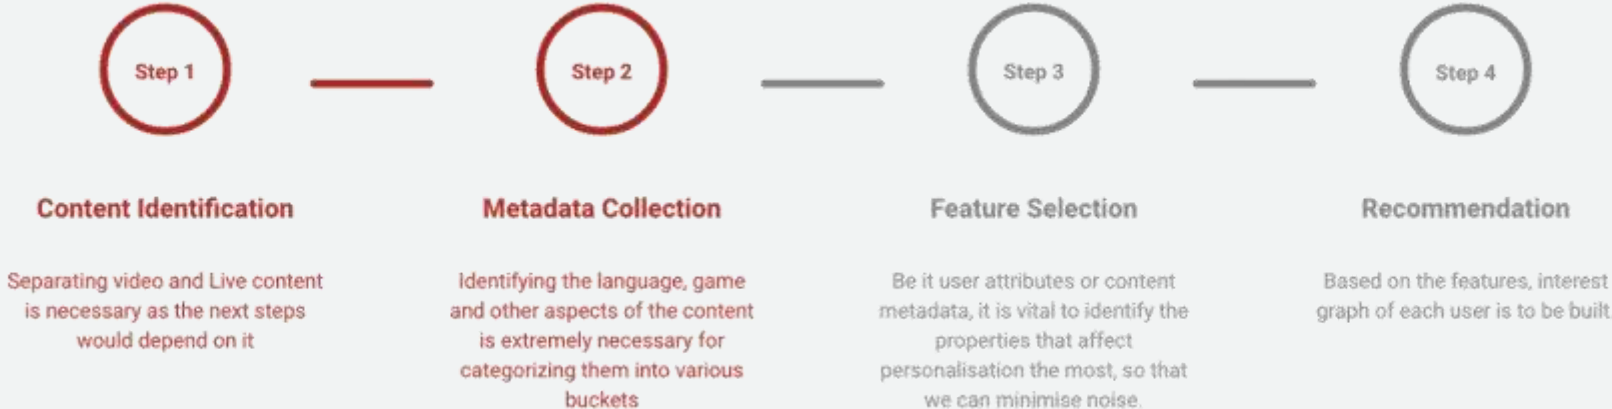 Step 1
Step 2
Step 3
Step 4
Content Identification
Metadata Collection
Feature Selection
Recommendation
Separating video and Live content
is necessary as the next steps
would depend on it
Identifying the language, game
and other aspects of the content
is extremely necessary for
categorizing them into various
buckets
Be it user attributes or content
metadata, it is vital to identify the
properties that affect
personalisation the most, so that
we can minimise noise.
Based on the features, interest
graph of each user is to be built.